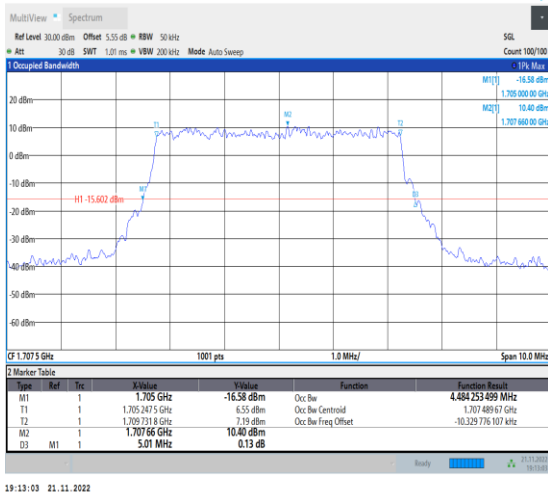 MultiView Spectrum
Ref Level 30.00 dBm Offset 5.55 dB RBW 50 kHz SGL
Att 30 dB SWT 1.01 ms VBW 200 kHz Mode Auto Sweep Count 100/100
1 Occupied Bandwidth 1Pk Max
M1[1] -16.58 dBm
1.705 000 00 GHz
M2[1] 10.40 dBm
1.707 660 00 GHz
20 dBm
10 dBm
T1
M2
T2
0 dBm
-10 dBm
M1
D3
H1 -15.602 dBm
-20 dBm
-30 dBm
-40 dBm
-50 dBm
-60 dBm
CF 1.707 5 GHz 1001 pts 1.0 MHz/ Span 10.0 MHz
2 Marker Table
Type Ref Trc X-Value Y-Value Function Function Result
M1 1 1.705 GHz -16.58 dBm Occ Bw 4.484 253 499 MHz
T1 1 1.705 247 5 GHz 6.55 dBm Occ Bw Centroid 1.707 489 67 GHz
T2 1 1.709 731 8 GHz 7.19 dBm Occ Bw Freq Offset -10.329 776 107 kHz
M2 1 1.707 66 GHz 10.40 dBm
D3 M1 1 5.01 MHz 0.13 dB
Ready 21.11.2022
19:13:03
19:13:03 21.11.2022